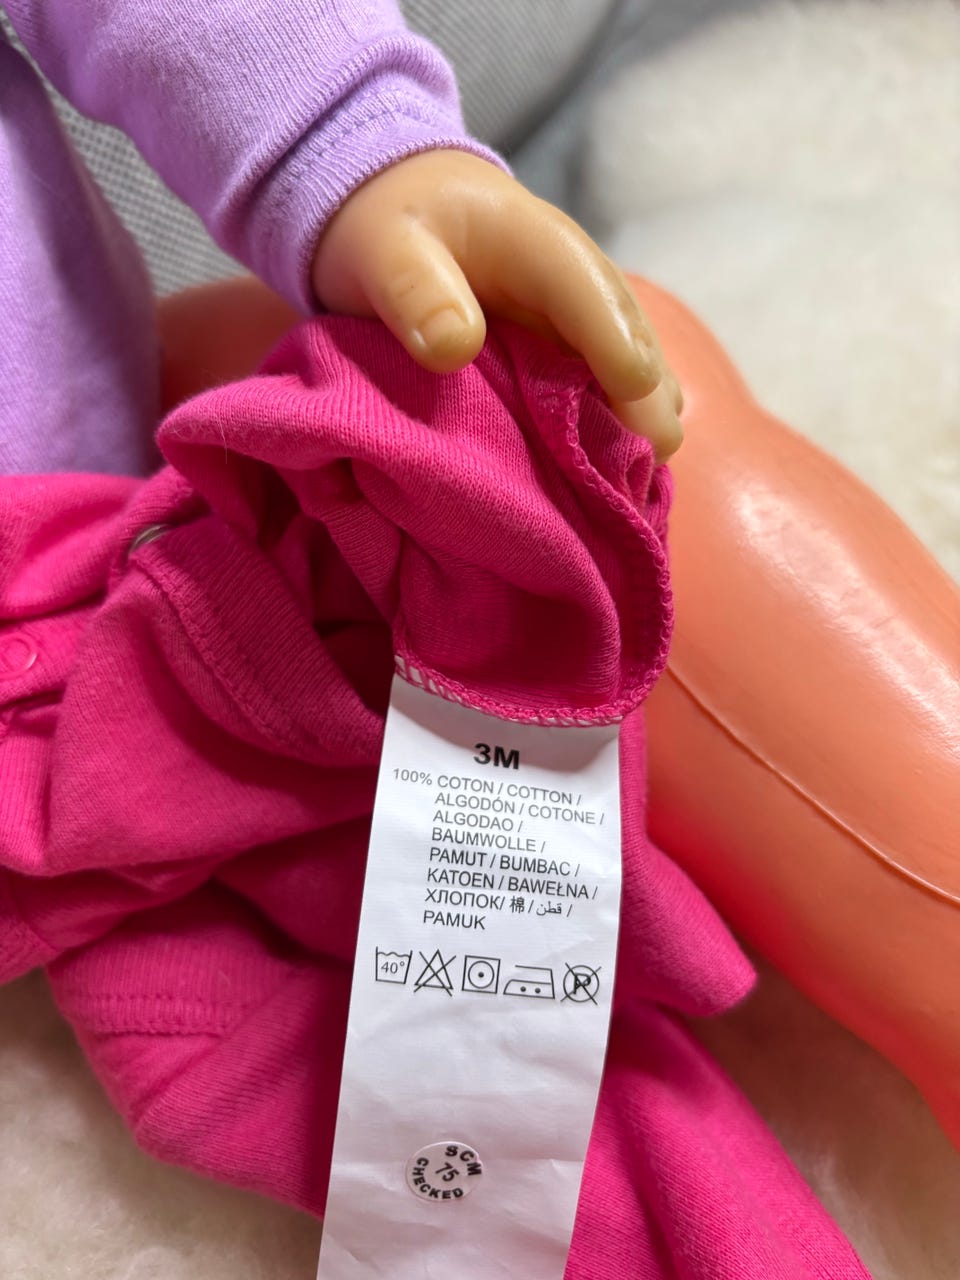 3M
100% COTON / COTTON /
ALGODÓN / COTONE /
ALGODAO /
BAUMWOLLE /
PAMUT / BUMBAC /
KATOEN / BAWEŁNA /
ХЛОПОК/ 棉 / قطن /
PAMUK
40° P
SCM
15
CHECKED